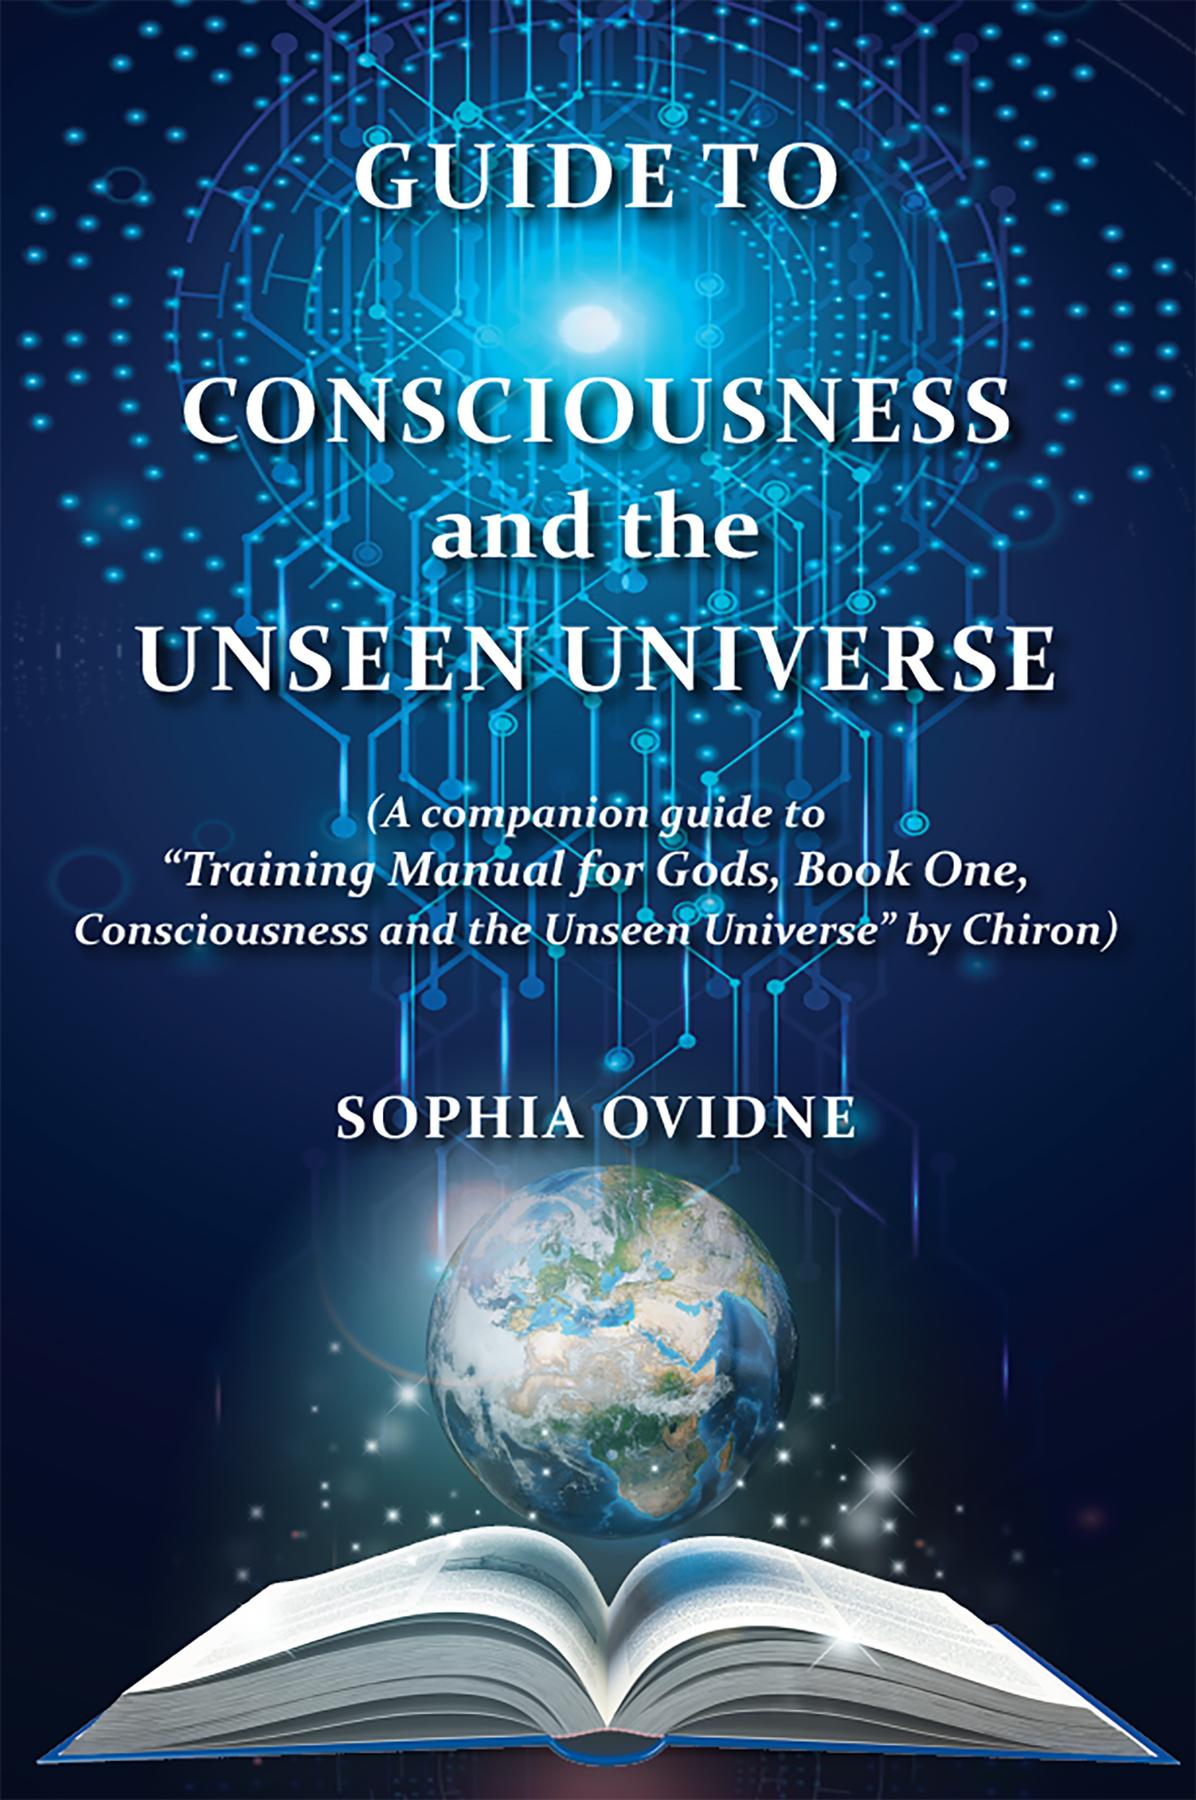 GUIDE TO
CONSCIOUSNESS
and the
UNSEEN UNIVERSE
(A companion guide to
“Training Manual for Gods, Book One,
Consciousness and the Unseen Universe” by Chiron)
SOPHIA OVIDNE